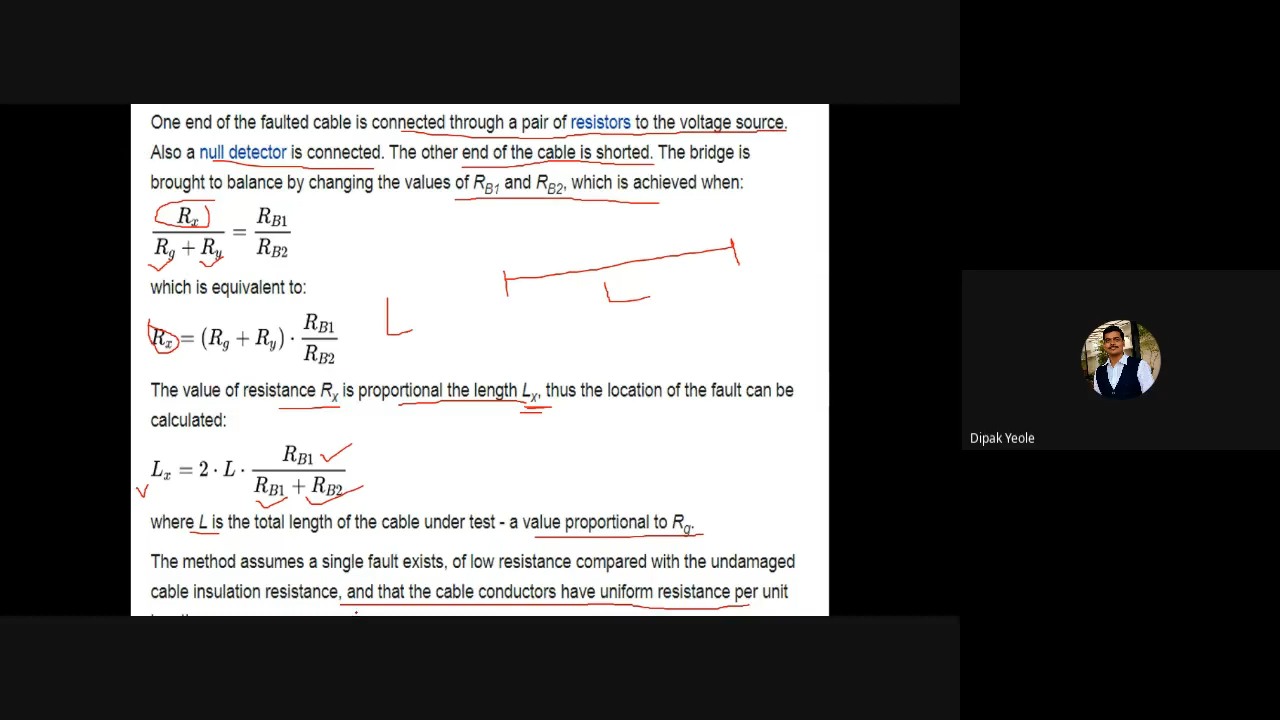 One end of the faulted cable is connected through a pair of resistors to the voltage source.
Also a null detector is connected. The other end of the cable is shorted. The bridge is
brought to balance by changing the values of R_B1 and R_B2, which is achieved when:
R_x / (R_g + R_y) = R_B1 / R_B2
which is equivalent to:
R_x = (R_g + R_y) · R_B1 / R_B2
L
L
The value of resistance R_x is proportional the length L_x, thus the location of the fault can be
calculated:
L_x = 2 · L · R_B1 / (R_B1 + R_B2)
where L is the total length of the cable under test - a value proportional to R_g.
The method assumes a single fault exists, of low resistance compared with the undamaged
cable insulation resistance, and that the cable conductors have uniform resistance per unit
Dipak Yeole